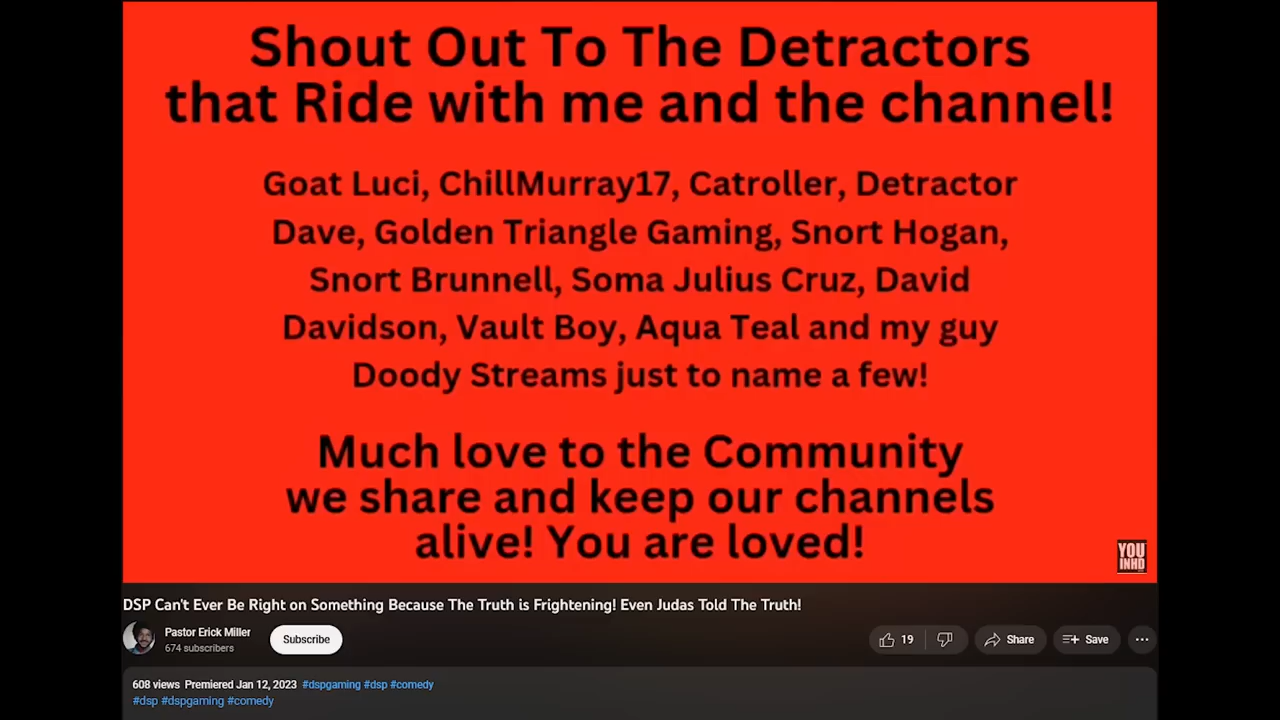 Shout Out To The Detractors
that Ride with me and the channel!
Goat Luci, ChillMurray17, Catroller, Detractor
Dave, Golden Triangle Gaming, Snort Hogan,
Snort Brunnell, Soma Julius Cruz, David
Davidson, Vault Boy, Aqua Teal and my guy
Doody Streams just to name a few!
Much love to the Community
we share and keep our channels
alive! You are loved!
YOU
INHD
DSP Can't Ever Be Right on Something Because The Truth is Frightening! Even Judas Told The Truth!
Pastor Erick Miller
674 subscribers
Subscribe
19
Share
Save
608 views Premiered Jan 12, 2023 #dspgaming #dsp #comedy
#dsp #dspgaming #comedy